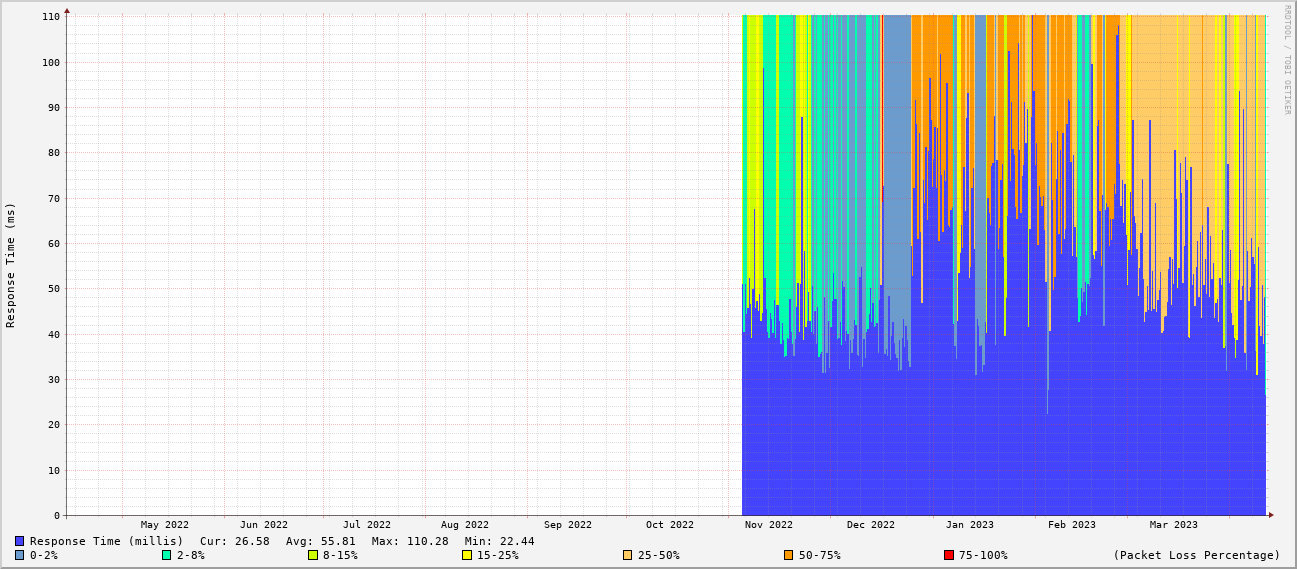 RRDTOOL / TOBI OETIKER
Response Time (ms)
110
100
90
80
70
60
50
40
30
20
10
0
May 2022 Jun 2022 Jul 2022 Aug 2022 Sep 2022 Oct 2022 Nov 2022 Dec 2022 Jan 2023 Feb 2023 Mar 2023
Response Time (millis) Cur: 26.58 Avg: 55.81 Max: 110.28 Min: 22.44
0-2% 2-8% 8-15% 15-25% 25-50% 50-75% 75-100% (Packet Loss Percentage)